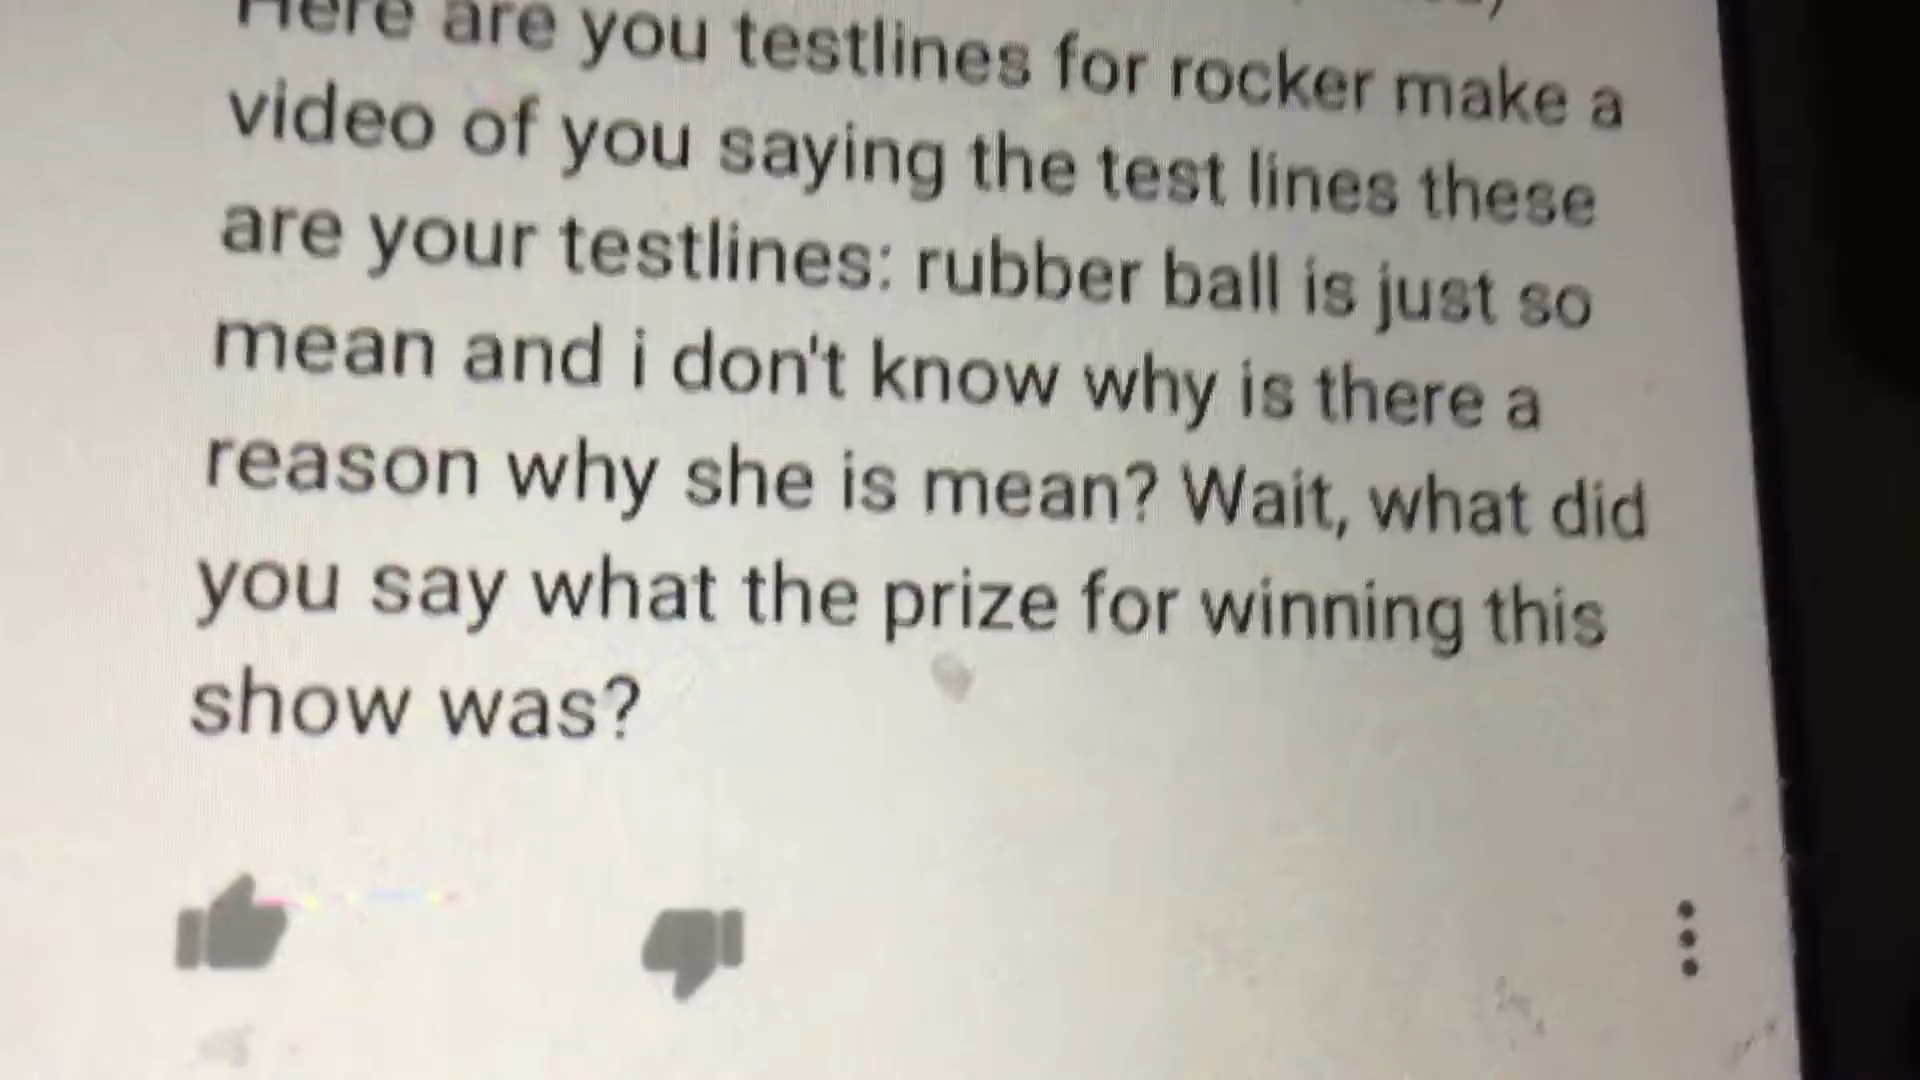 Here are you testlines for rocker make a
video of you saying the test lines these
are your testlines: rubber ball is just so
mean and i don't know why is there a
reason why she is mean? Wait, what did
you say what the prize for winning this
show was?